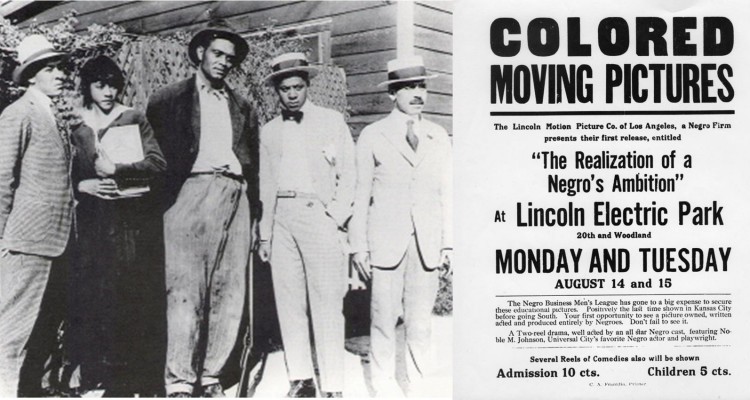 COLORED
MOVING PICTURES
The Lincoln Motion Picture Co. of Los Angeles, a Negro Firm
presents their first release, entitled
"The Realization of a
Negro's Ambition"
At Lincoln Electric Park
20th and Woodland
MONDAY AND TUESDAY
AUGUST 14 and 15
The Negro Business Men's League has gone to a big expense to secure
these educational pictures. Positively the last time shown in Kansas City
before going South. Your first opportunity to see a picture owned, written
acted and produced entirely by Negroes. Don't fail to see it.
A Two-reel drama, well acted by an all star Negro cast, featuring No-
ble M. Johnson, Universal City's favorite Negro actor and playwright.
Several Reels of Comedies also will be shown
Admission 10 cts. Children 5 cts.
C. A. Franklin, Printer